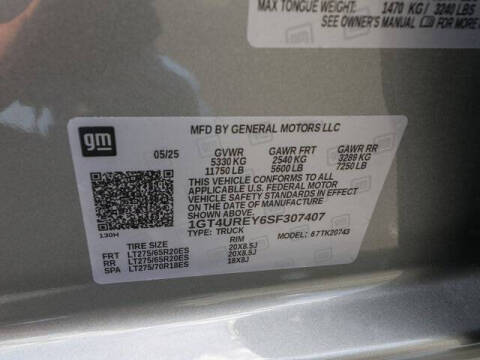 MAX TONGUE WEIGHT: 1470 KG / 3240 LBS
SEE OWNER'S MANUAL FOR MORE
gm
MFD BY GENERAL MOTORS LLC
05/25 GVWR GAWR FRT GAWR RR
5330 KG 2540 KG 3289 KG
11750 LB 5600 LB 7250 LB
THIS VEHICLE CONFORMS TO ALL
APPLICABLE U.S. FEDERAL MOTOR
VEHICLE SAFETY STANDARDS IN EFFECT
ON THE DATE OF MANUFACTURE SHOWN ABOVE.
1GT4UREY6SF307407
130H TYPE: TRUCK MODEL: 67TK20743
TIRE SIZE RIM
FRT LT275/65R20ES 20X8.5J
RR LT275/65R20ES 20X8.5J
SPA LT275/70R18ES 18X8J